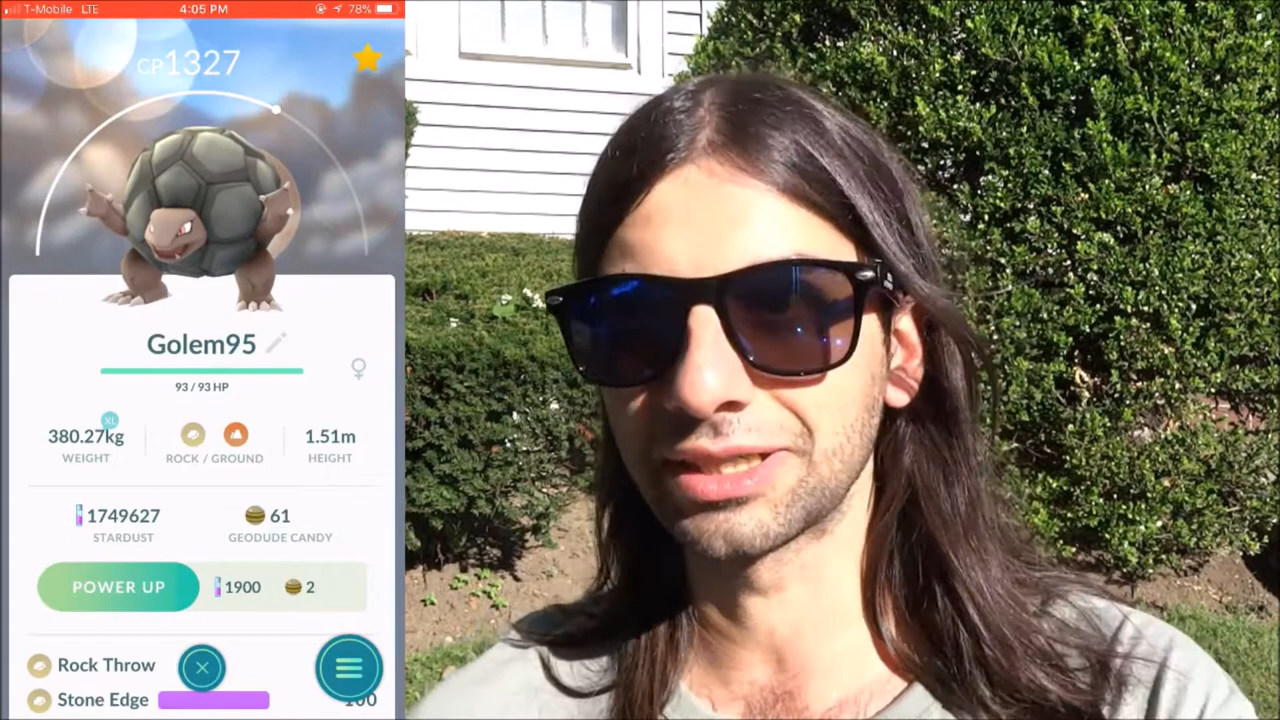 T-Mobile LTE 4:05 PM 78%
CP1327
Golem95
93 / 93 HP
XL
380.27kg 1.51m
WEIGHT ROCK / GROUND HEIGHT
1749627 61
STARDUST GEODUDE CANDY
POWER UP 1900 2
Rock Throw
Stone Edge 100